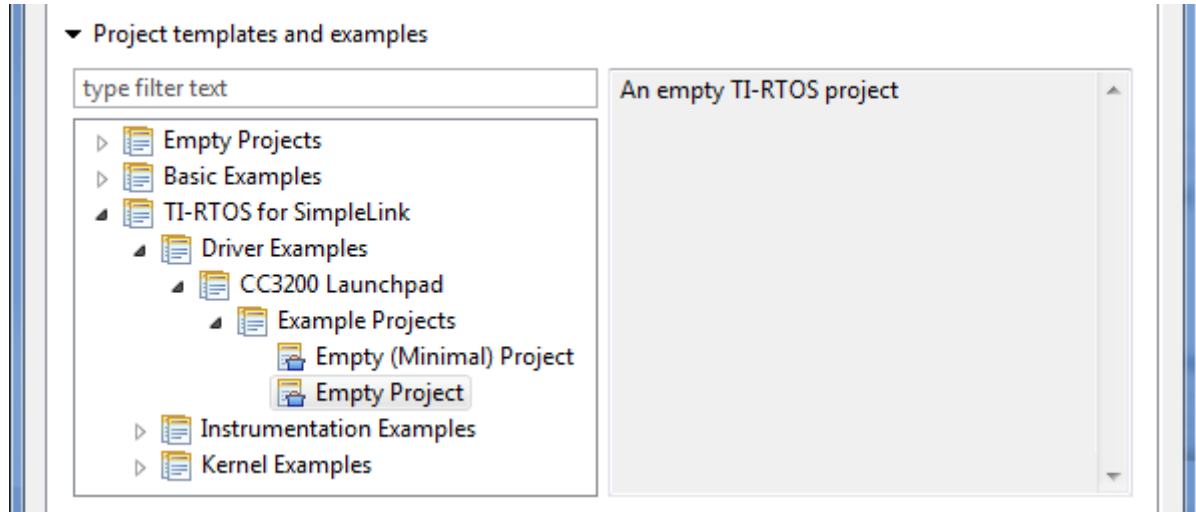 Project templates and examples
type filter text
An empty TI-RTOS project
Empty Projects
Basic Examples
TI-RTOS for SimpleLink
Driver Examples
CC3200 Launchpad
Example Projects
Empty (Minimal) Project
Empty Project
Instrumentation Examples
Kernel Examples